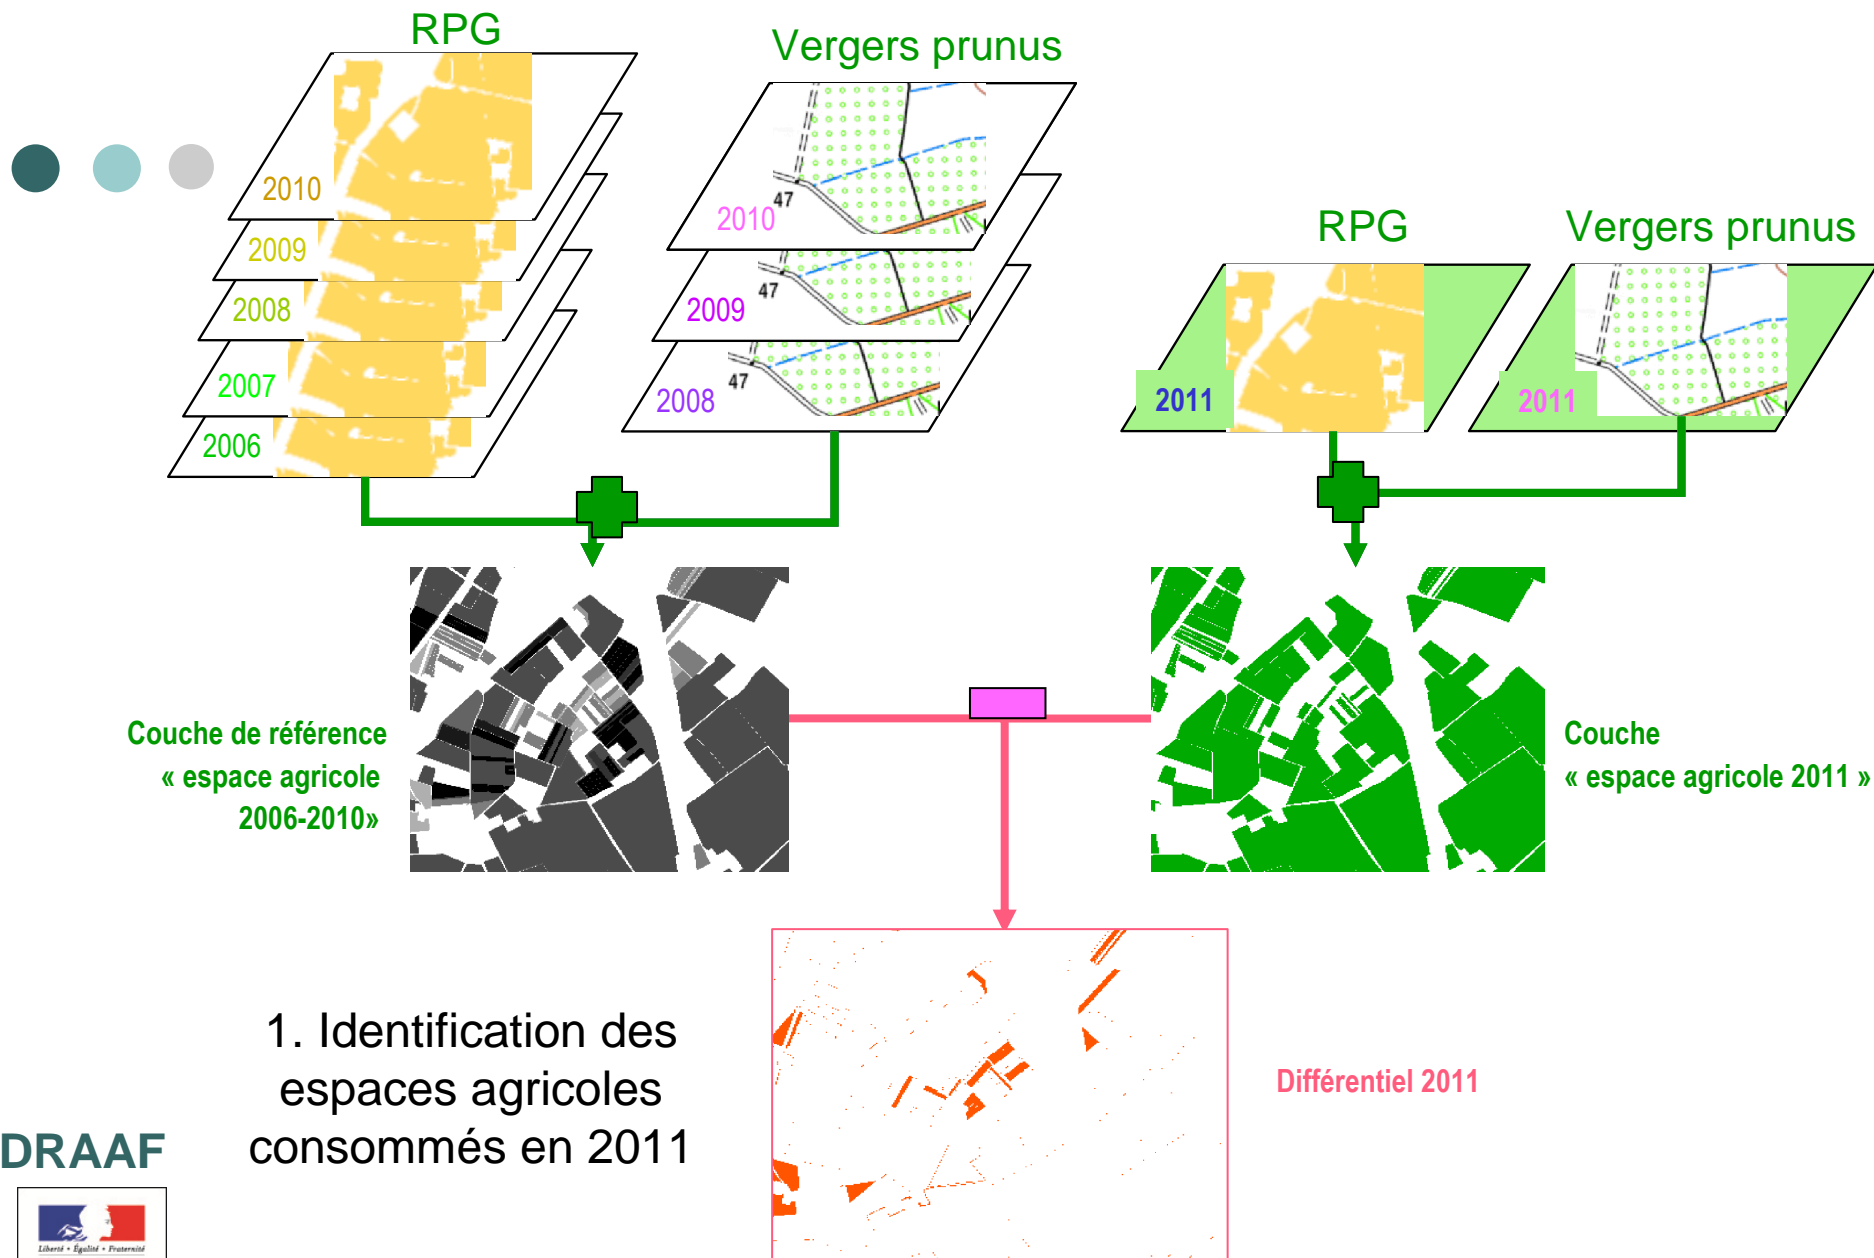 RPG
Vergers prunus
2010
2009
2008
2007
2006
2010
47
2009
47
2008
47
RPG
Vergers prunus
2011
2011
Couche de référence
« espace agricole
2006-2010»
Couche
« espace agricole 2011 »
1. Identification des
espaces agricoles
consommés en 2011
Différentiel 2011
DRAAF
Liberté • Égalité • Fraternité